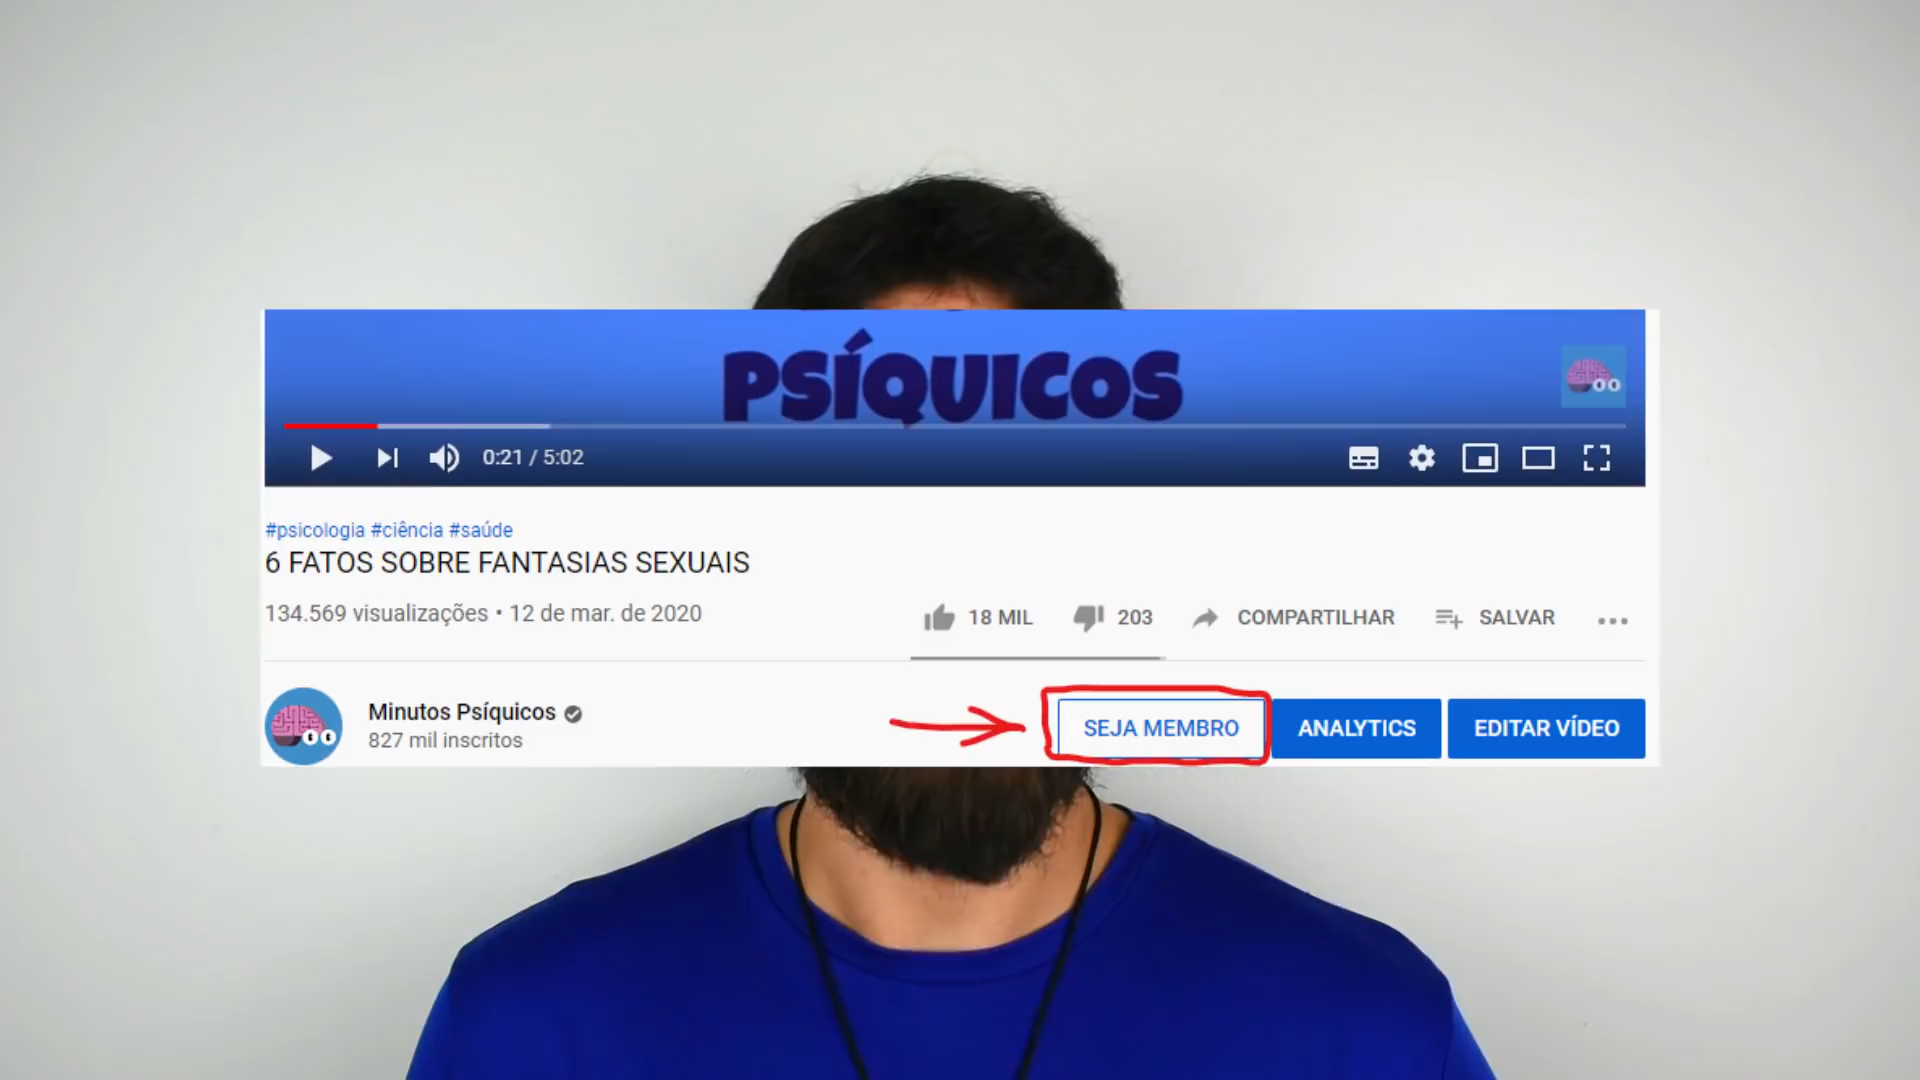 PSÍQUICOS
0:21 / 5:02
#psicologia #ciência #saúde
6 FATOS SOBRE FANTASIAS SEXUAIS
134.569 visualizações • 12 de mar. de 2020
18 MIL 203 COMPARTILHAR SALVAR
Minutos Psíquicos
827 mil inscritos
SEJA MEMBRO ANALYTICS EDITAR VÍDEO